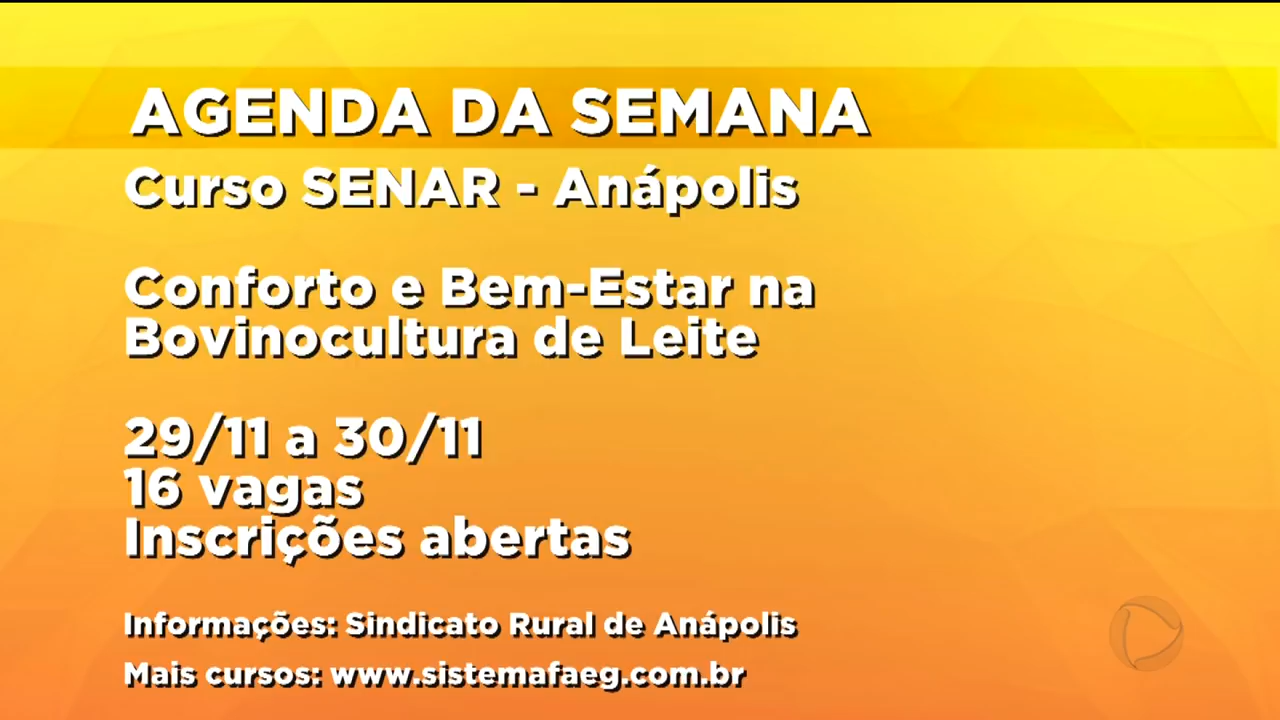 AGENDA DA SEMANA
Curso SENAR - Anápolis
Conforto e Bem-Estar na
Bovinocultura de Leite
29/11 a 30/11
16 vagas
Inscrições abertas
Informações: Sindicato Rural de Anápolis
Mais cursos: www.sistemafaeg.com.br